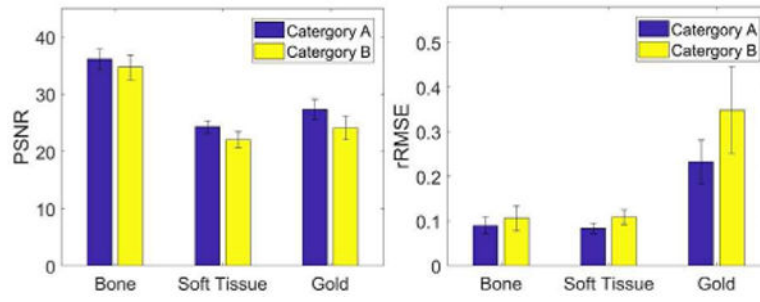 40
30
20
10
0
PSNR
Catergory A
Catergory B
Bone Soft Tissue Gold
0.5
0.4
0.3
0.2
0.1
0
rRMSE
Catergory A
Catergory B
Bone Soft Tissue Gold